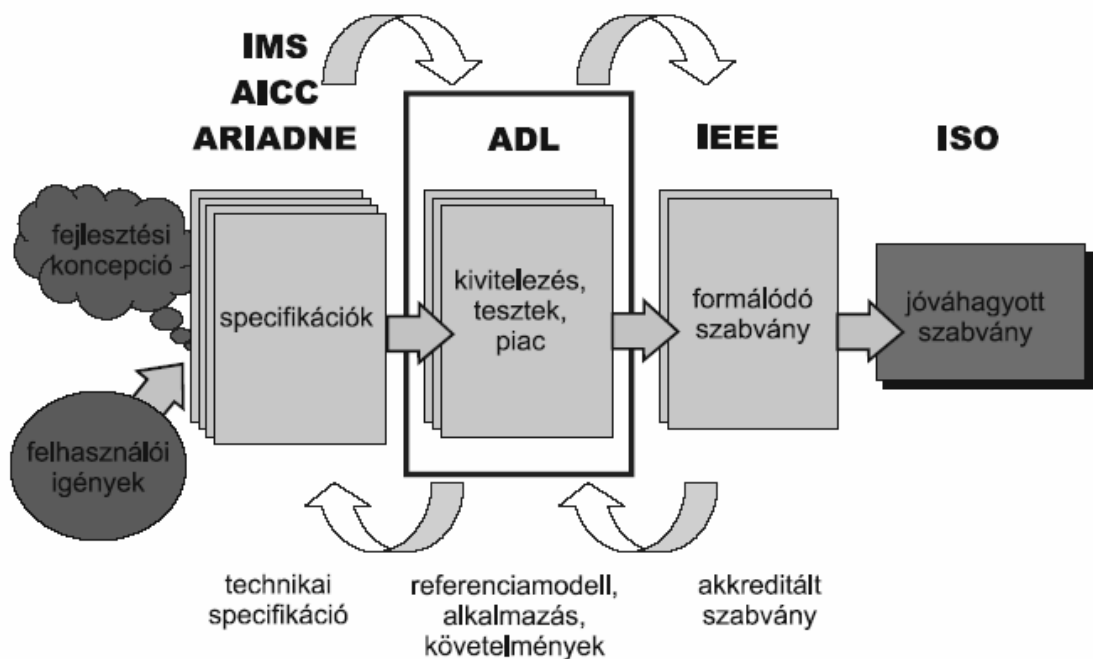 IMS
AICC
ARIADNE
ADL
IEEE
ISO
fejlesztési
koncepció
felhasználói
igények
specifikációk
kivitelezés,
tesztek,
piac
formálódó
szabvány
jóváhagyott
szabvány
technikai
specifikáció
referenciamodell,
alkalmazás,
követelmények
akkreditált
szabvány